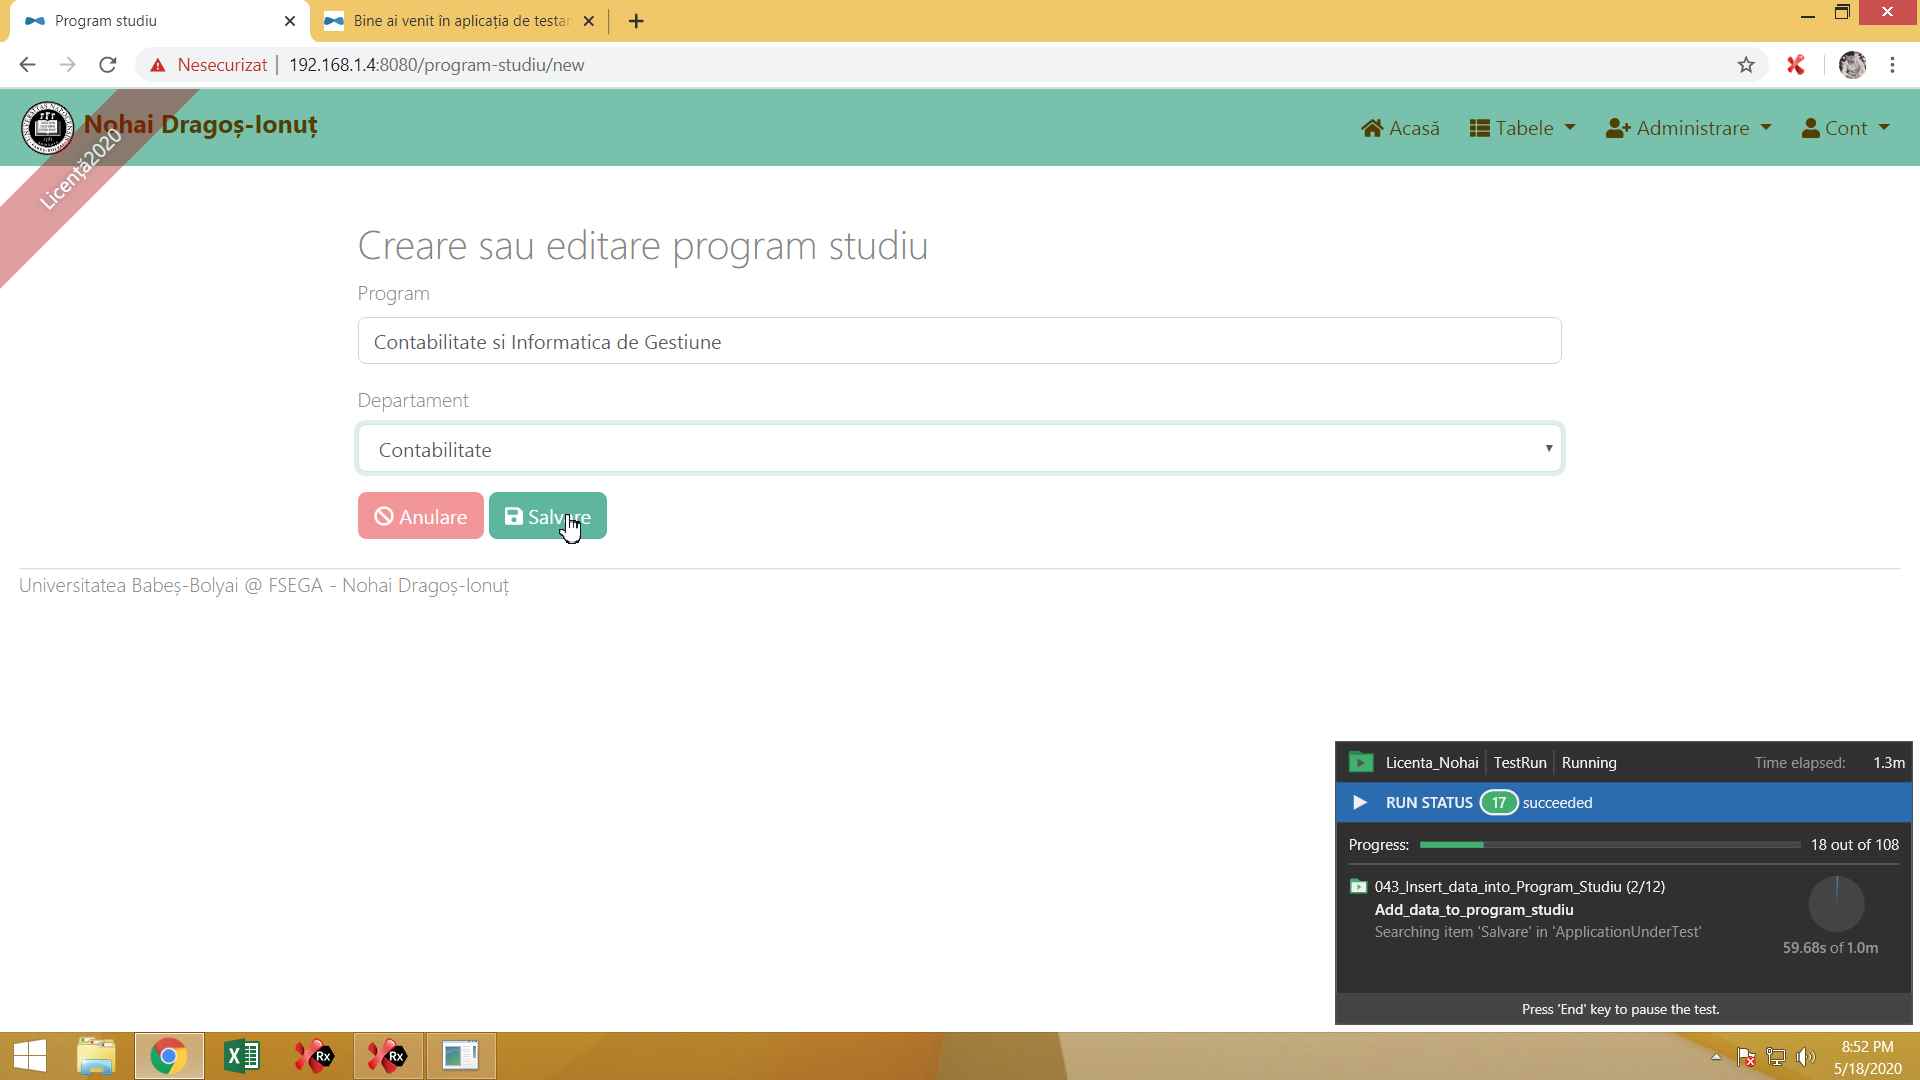 Program studiu
Bine ai venit în aplicația de testar
Nesecurizat
192.168.1.4:8080/program-studiu/new
Nohai Dragoș-Ionuț
Licență2020
Acasă
Tabele
Administrare
Cont
Creare sau editare program studiu
Program
Contabilitate si Informatica de Gestiune
Departament
Contabilitate
Anulare
Salvare
Universitatea Babeș-Bolyai @ FSEGA - Nohai Dragoș-Ionuț
Licenta_Nohai TestRun Running Time elapsed: 1.3m
RUN STATUS 17 succeeded
Progress: 18 out of 108
043_Insert_data_into_Program_Studiu (2/12)
Add_data_to_program_studiu
Searching item 'Salvare' in 'ApplicationUnderTest'
59.68s of 1.0m
Press 'End' key to pause the test.
Rx
Rx
8:52 PM
5/18/2020